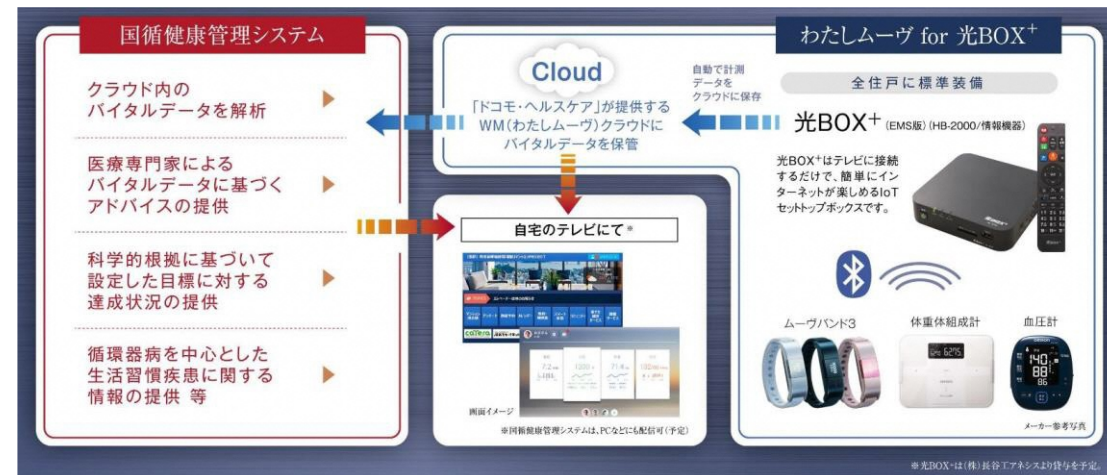 国循健康管理システム
クラウド内の
バイタルデータを解析
医療専門家による
バイタルデータに基づく
アドバイスの提供
科学的根拠に基づいて
設定した目標に対する
達成状況の提供
循環器病を中心とした
生活習慣疾患に関する
情報の提供 等
Cloud
「ドコモ・ヘルスケア」が提供する
WM(わたしムーヴ)クラウドに
バイタルデータを保管
自動で計測
データを
クラウドに保存
自宅のテレビにて※
画面イメージ
※国循健康管理システムは、PCなどにも配信可(予定)
わたしムーヴ for 光BOX+
全住戸に標準装備
光BOX+ (EMS版)(HB-2000/情報機器)
光BOX+はテレビに接続
するだけで、簡単にイン
ターネットが楽しめるIoT
セットトップボックスです。
ムーヴバンド3
体重体組成計
血圧計
メーカー参考写真
※光BOX+は(株)長谷工アネシスより貸与を予定。